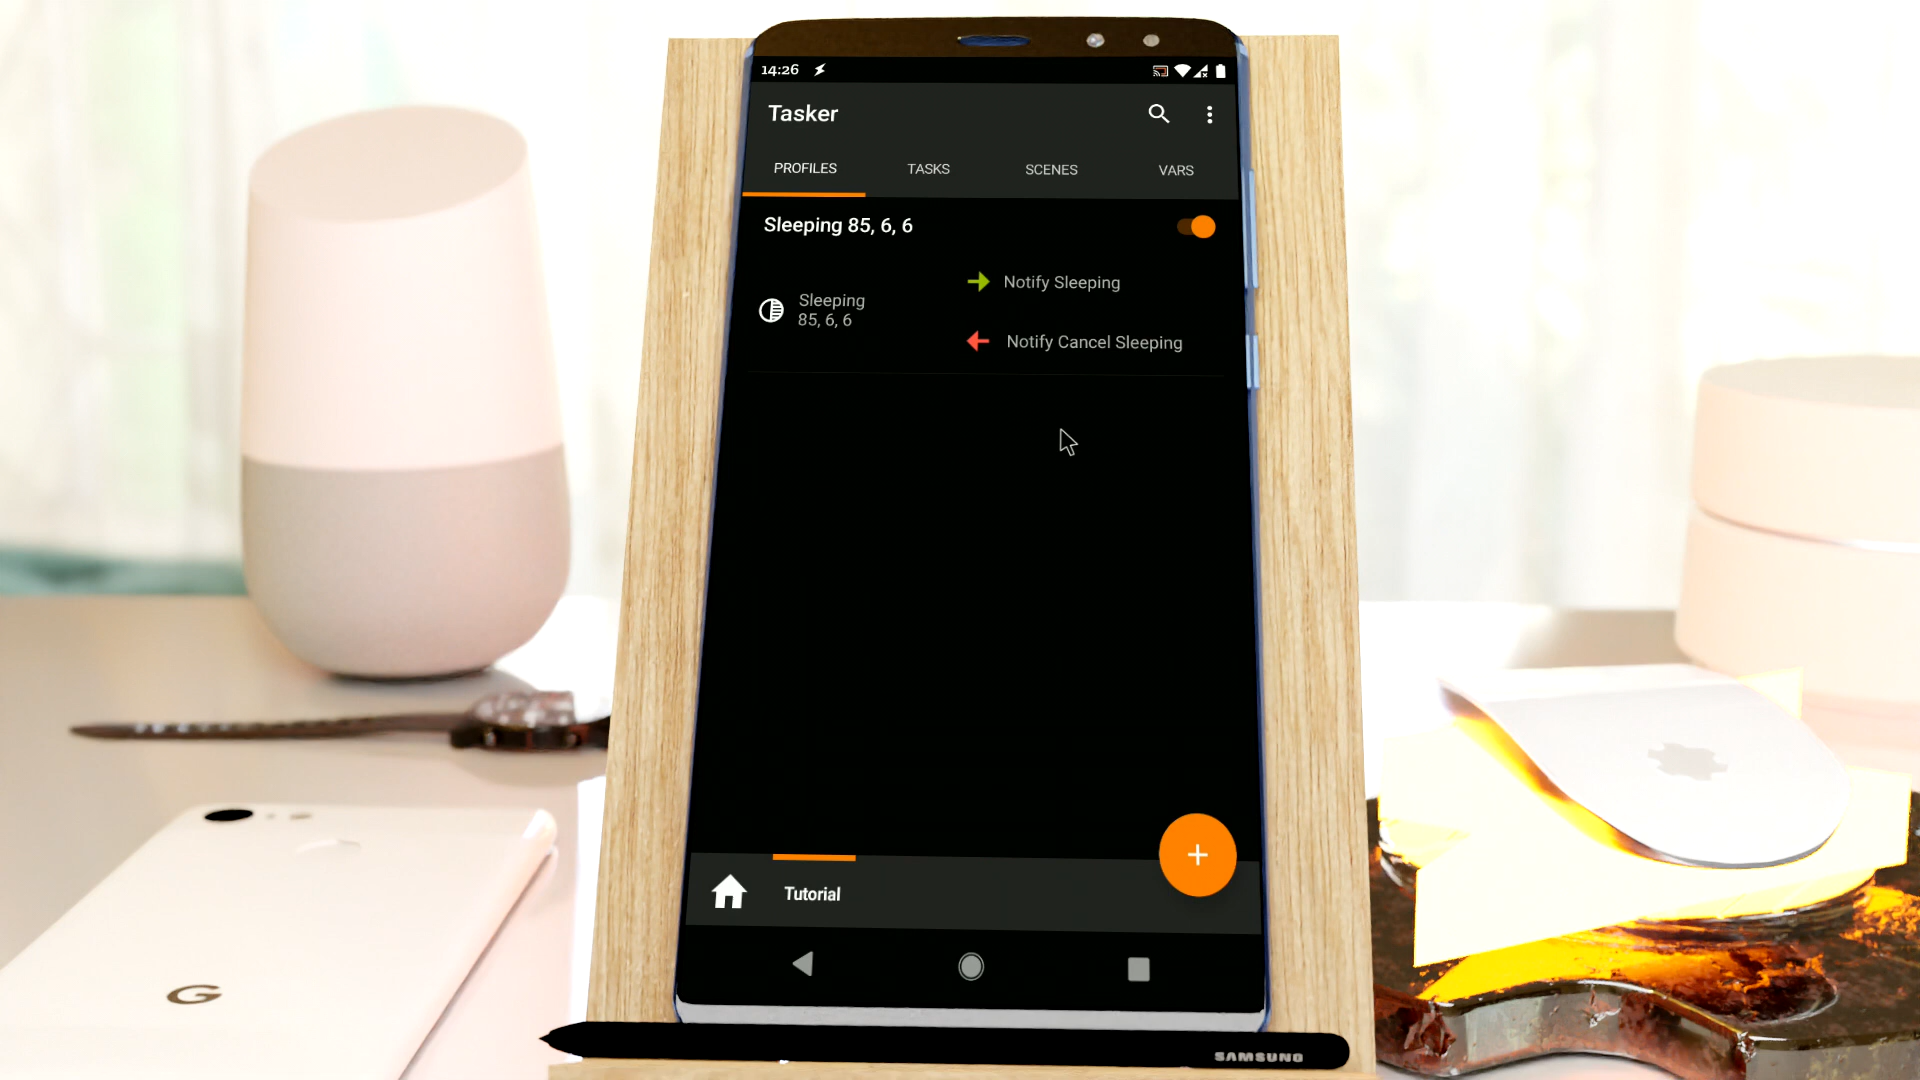 14:26
Tasker
PROFILES TASKS SCENES VARS
Sleeping 85, 6, 6
Notify Sleeping
Sleeping
85, 6, 6
Notify Cancel Sleeping
Tutorial
G
SAMSUNG